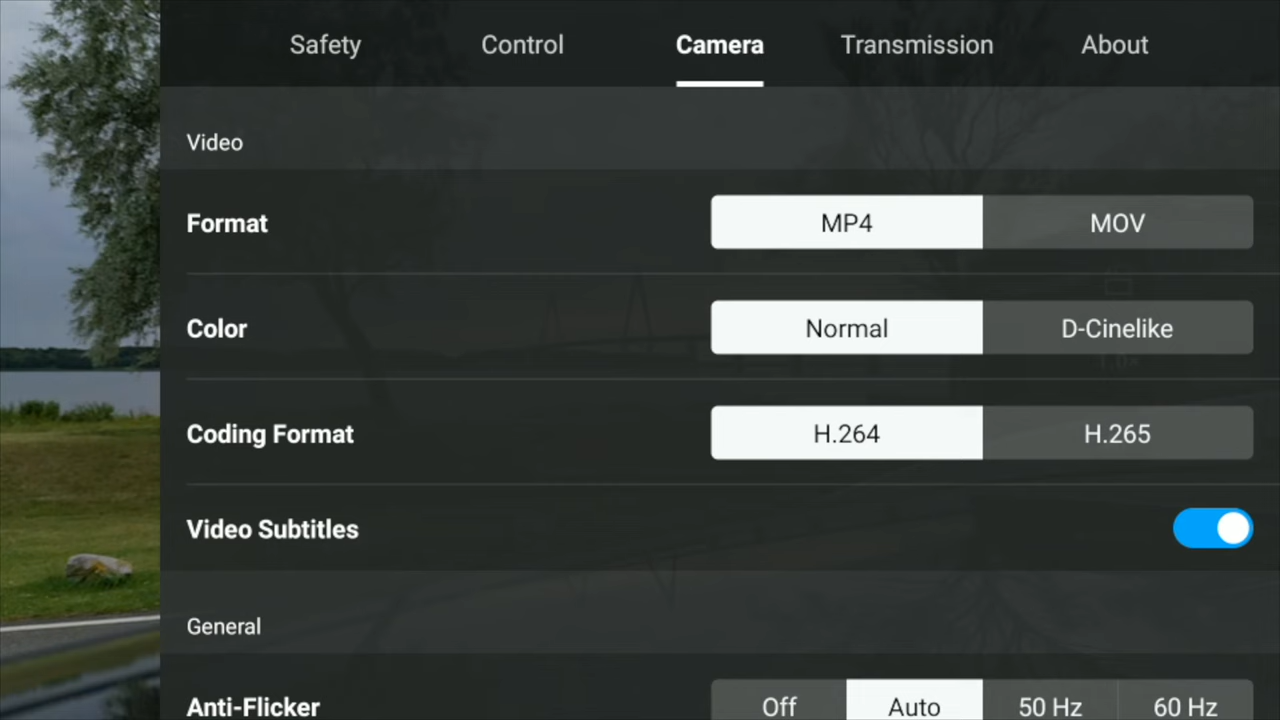 Safety Control Camera Transmission About
Video
Format MP4 MOV
Color Normal D-Cinelike
Coding Format H.264 H.265
Video Subtitles
General
Anti-Flicker Off Auto 50 Hz 60 Hz